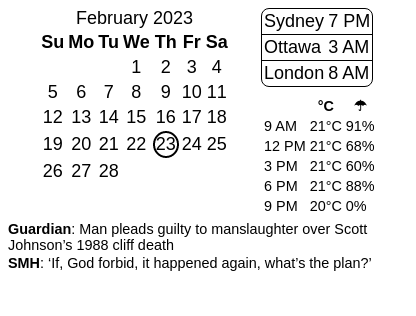 February 2023
Su Mo Tu We Th Fr Sa
1 2 3 4
5 6 7 8 9 10 11
12 13 14 15 16 17 18
19 20 21 22 23 24 25
26 27 28
Sydney 7 PM
Ottawa 3 AM
London 8 AM
°C ☂
9 AM 21°C 91%
12 PM 21°C 68%
3 PM 21°C 60%
6 PM 21°C 88%
9 PM 20°C 0%
Guardian: Man pleads guilty to manslaughter over Scott
Johnson’s 1988 cliff death
SMH: ‘If, God forbid, it happened again, what’s the plan?’